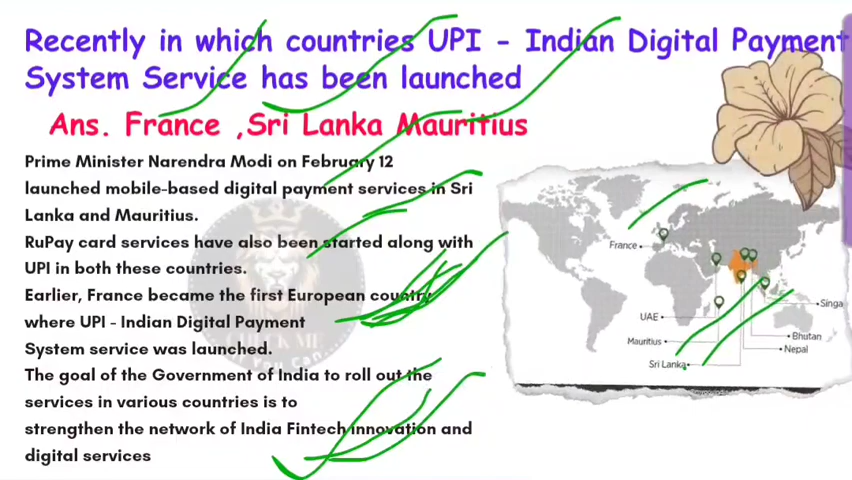 Recently in which countries UPI - Indian Digital Payment
System Service has been launched
Ans. France ,Sri Lanka Mauritius
Prime Minister Narendra Modi on February 12
launched mobile-based digital payment services in Sri
Lanka and Mauritius.
RuPay card services have also been started along with
UPI in both these countries.
Earlier, France became the first European country
where UPI - Indian Digital Payment
System service was launched.
The goal of the Government of India to roll out the
services in various countries is to
strengthen the network of India Fintech innovation and
digital services
France
UAE
Singa
Mauritius
Bhutan
Nepal
Sri Lanka